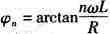 φₙ = arctan nωL/R